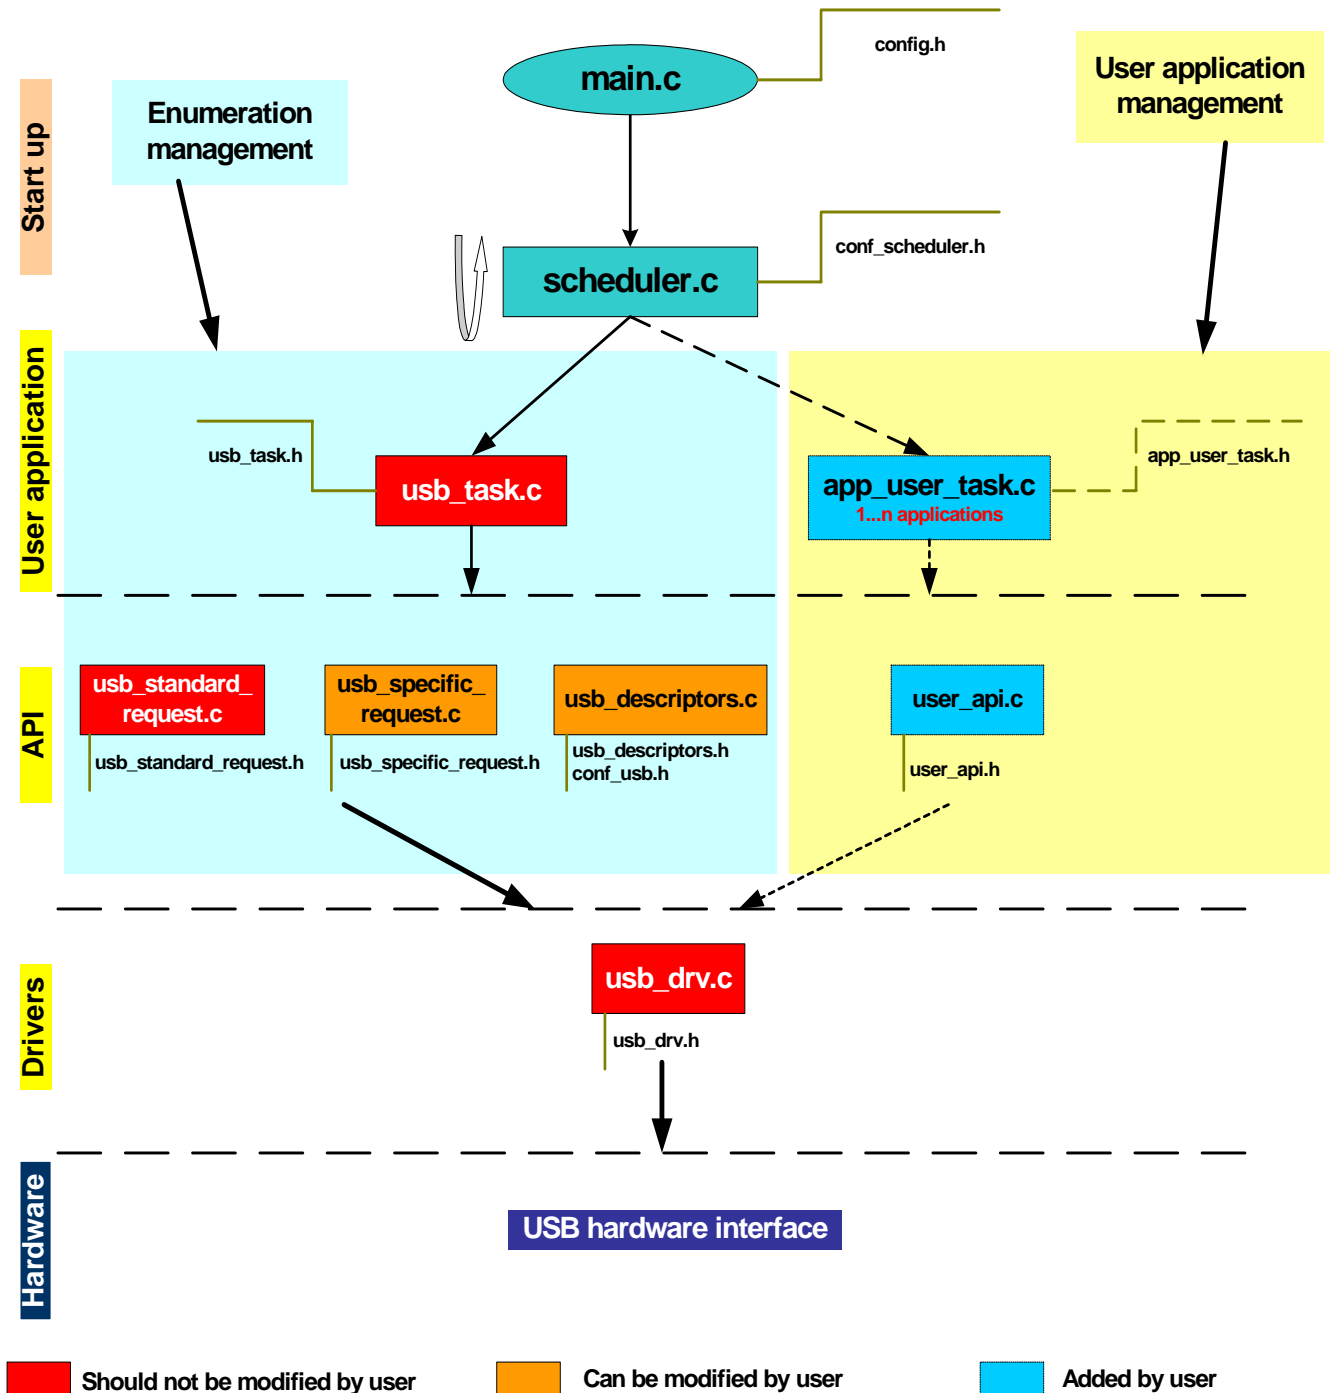 config.h
main.c
User application
management
Enumeration
management
Start up
conf_scheduler.h
scheduler.c
User application
usb_task.h
usb_task.c
app_user_task.c
1...n applications
app_user_task.h
API
usb_standard_
request.c
usb_standard_request.h
usb_specific_
request.c
usb_specific_request.h
usb_descriptors.c
usb_descriptors.h
conf_usb.h
user_api.c
user_api.h
Drivers
usb_drv.c
usb_drv.h
Hardware
USB hardware interface
Should not be modified by user
Can be modified by user
Added by user